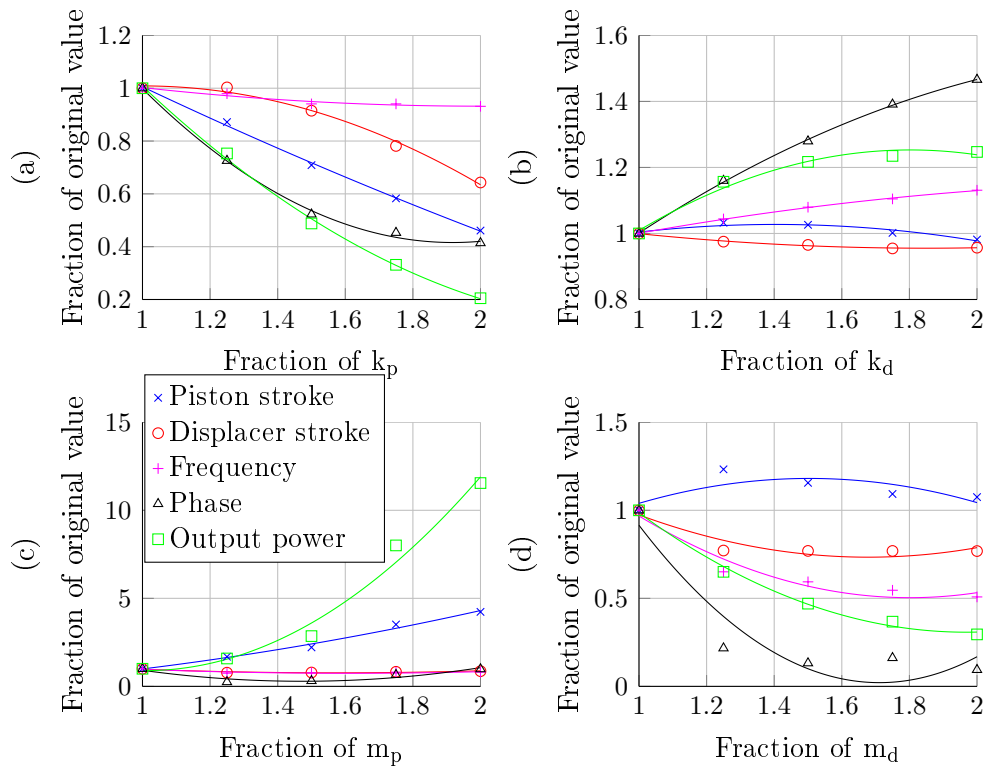 (a)
Fraction of original value
1.2
1
0.8
0.6
0.4
0.2
1 1.2 1.4 1.6 1.8 2
Fraction of k_p
(b)
Fraction of original value
1.6
1.4
1.2
1
0.8
1 1.2 1.4 1.6 1.8 2
Fraction of k_d
(c)
Fraction of original value
15
10
5
0
1 1.2 1.4 1.6 1.8 2
Fraction of m_p
Piston stroke
Displacer stroke
Frequency
Phase
Output power
(d)
Fraction of original value
1.5
1
0.5
0
1 1.2 1.4 1.6 1.8 2
Fraction of m_d